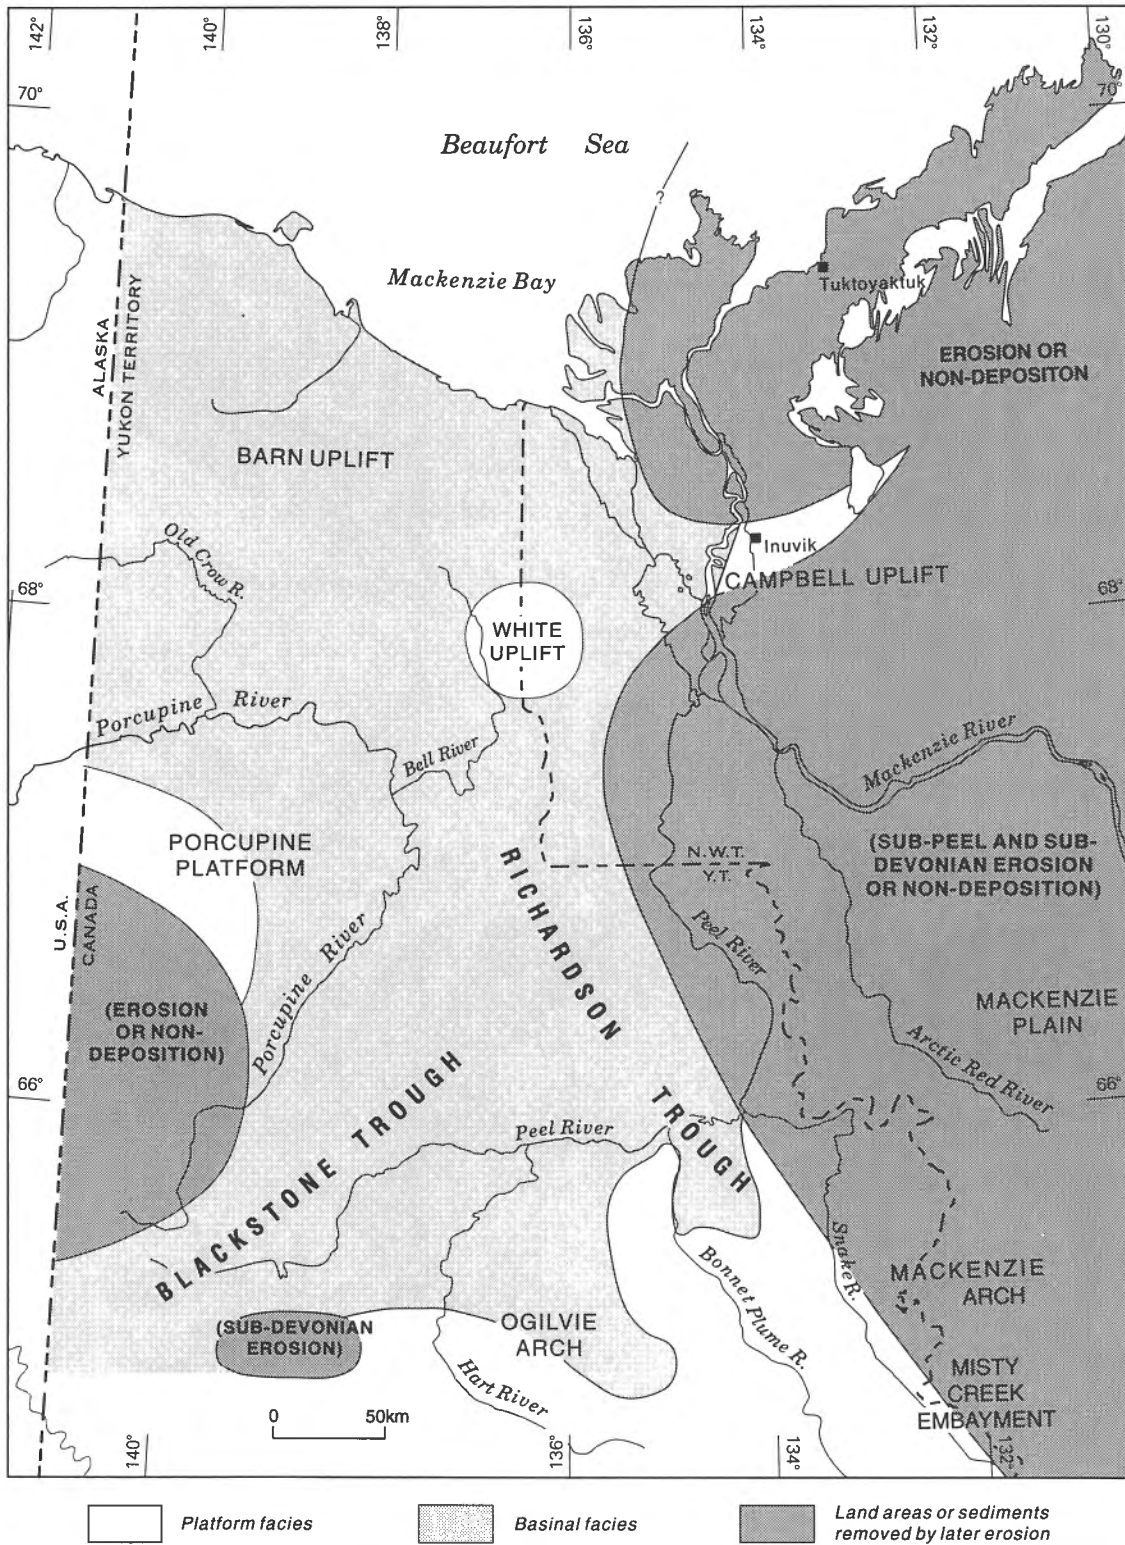 142°
140°
138°
136°
134°
132°
130°
70°
70°
Beaufort Sea
?
Mackenzie Bay
Tuktoyaktuk
EROSION OR
NON-DEPOSITON
ALASKA
YUKON TERRITORY
BARN UPLIFT
Old Crow R.
Inuvik
CAMPBELL UPLIFT
68°
68°
WHITE
UPLIFT
Porcupine River
Bell River
Mackenzie River
PORCUPINE
PLATFORM
(SUB-PEEL AND SUB-
DEVONIAN EROSION
OR NON-DEPOSITION)
N.W.T.
Y.T.
U.S.A.
CANADA
RICHARDSON TROUGH
Peel River
Porcupine River
(EROSION
OR NON-
DEPOSITION)
MACKENZIE
PLAIN
Arctic Red River
66°
66°
BLACKSTONE TROUGH
Peel River
Snake R.
Bonnet Plume R.
MACKENZIE
ARCH
OGILVIE
ARCH
(SUB-DEVONIAN
EROSION)
Hart River
MISTY
CREEK
EMBAYMENT
0 50km
140°
136°
134°
132°
Platform facies
Basinal facies
Land areas or sediments
removed by later erosion